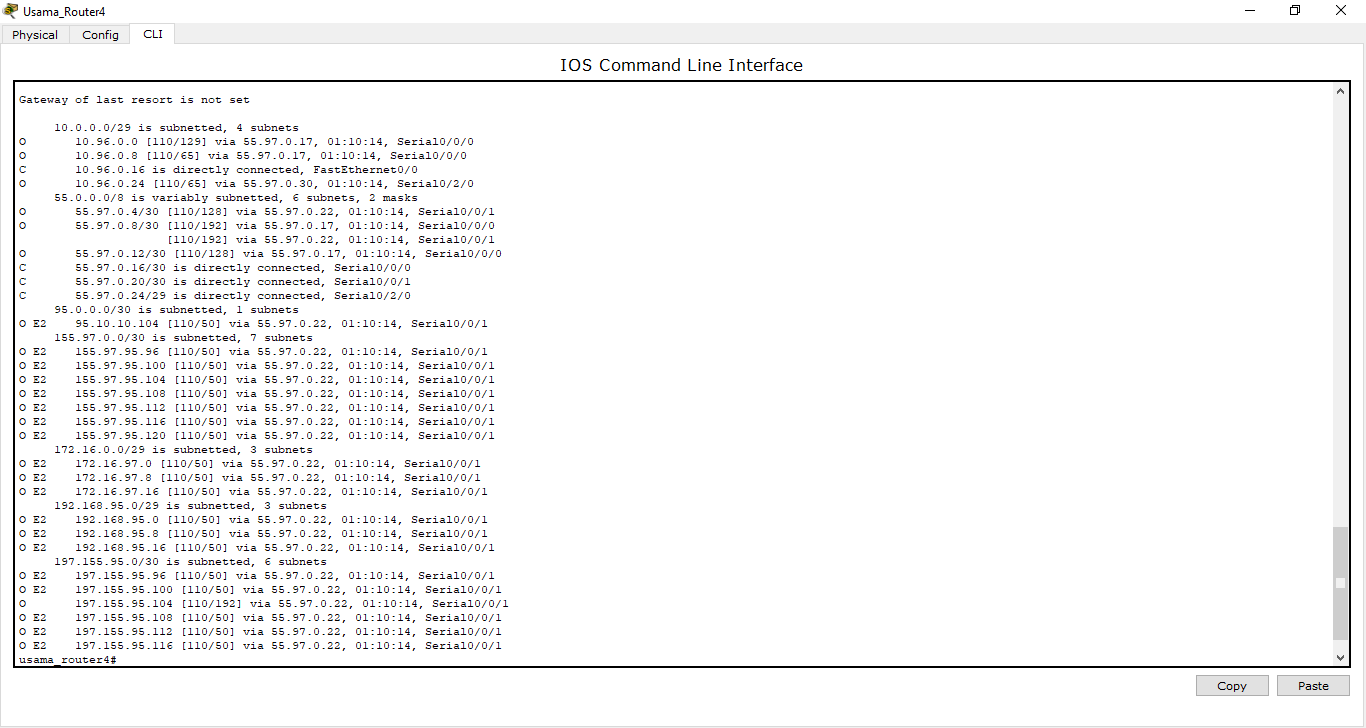 Usama_Router4
Physical Config CLI
IOS Command Line Interface
Gateway of last resort is not set
10.0.0.0/29 is subnetted, 4 subnets
O 10.96.0.0 [110/129] via 55.97.0.17, 01:10:14, Serial0/0/0
O 10.96.0.8 [110/65] via 55.97.0.17, 01:10:14, Serial0/0/0
C 10.96.0.16 is directly connected, FastEthernet0/0
O 10.96.0.24 [110/65] via 55.97.0.30, 01:10:14, Serial0/2/0
55.0.0.0/8 is variably subnetted, 6 subnets, 2 masks
O 55.97.0.4/30 [110/128] via 55.97.0.22, 01:10:14, Serial0/0/1
O 55.97.0.8/30 [110/192] via 55.97.0.17, 01:10:14, Serial0/0/0
[110/192] via 55.97.0.22, 01:10:14, Serial0/0/1
O 55.97.0.12/30 [110/128] via 55.97.0.17, 01:10:14, Serial0/0/0
C 55.97.0.16/30 is directly connected, Serial0/0/0
C 55.97.0.20/30 is directly connected, Serial0/0/1
C 55.97.0.24/29 is directly connected, Serial0/2/0
95.0.0.0/30 is subnetted, 1 subnets
O E2 95.10.10.104 [110/50] via 55.97.0.22, 01:10:14, Serial0/0/1
155.97.0.0/30 is subnetted, 7 subnets
O E2 155.97.95.96 [110/50] via 55.97.0.22, 01:10:14, Serial0/0/1
O E2 155.97.95.100 [110/50] via 55.97.0.22, 01:10:14, Serial0/0/1
O E2 155.97.95.104 [110/50] via 55.97.0.22, 01:10:14, Serial0/0/1
O E2 155.97.95.108 [110/50] via 55.97.0.22, 01:10:14, Serial0/0/1
O E2 155.97.95.112 [110/50] via 55.97.0.22, 01:10:14, Serial0/0/1
O E2 155.97.95.116 [110/50] via 55.97.0.22, 01:10:14, Serial0/0/1
O E2 155.97.95.120 [110/50] via 55.97.0.22, 01:10:14, Serial0/0/1
172.16.0.0/29 is subnetted, 3 subnets
O E2 172.16.97.0 [110/50] via 55.97.0.22, 01:10:14, Serial0/0/1
O E2 172.16.97.8 [110/50] via 55.97.0.22, 01:10:14, Serial0/0/1
O E2 172.16.97.16 [110/50] via 55.97.0.22, 01:10:14, Serial0/0/1
192.168.95.0/29 is subnetted, 3 subnets
O E2 192.168.95.0 [110/50] via 55.97.0.22, 01:10:14, Serial0/0/1
O E2 192.168.95.8 [110/50] via 55.97.0.22, 01:10:14, Serial0/0/1
O E2 192.168.95.16 [110/50] via 55.97.0.22, 01:10:14, Serial0/0/1
197.155.95.0/30 is subnetted, 6 subnets
O E2 197.155.95.96 [110/50] via 55.97.0.22, 01:10:14, Serial0/0/1
O E2 197.155.95.100 [110/50] via 55.97.0.22, 01:10:14, Serial0/0/1
O 197.155.95.104 [110/192] via 55.97.0.22, 01:10:14, Serial0/0/1
O E2 197.155.95.108 [110/50] via 55.97.0.22, 01:10:14, Serial0/0/1
O E2 197.155.95.112 [110/50] via 55.97.0.22, 01:10:14, Serial0/0/1
O E2 197.155.95.116 [110/50] via 55.97.0.22, 01:10:14, Serial0/0/1
usama_router4#
Copy Paste